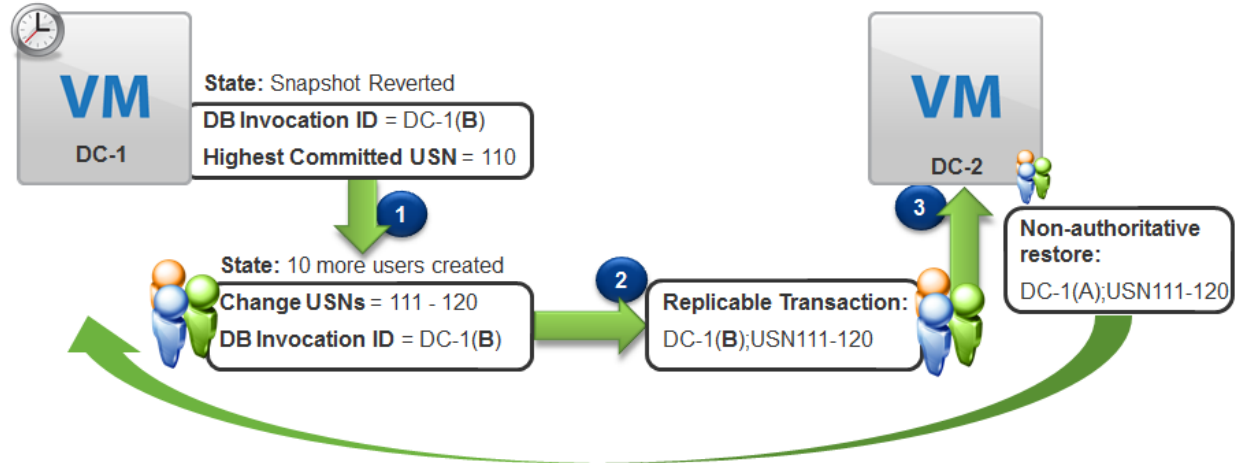 VM
DC-1
State: Snapshot Reverted
DB Invocation ID = DC-1(B)
Highest Committed USN = 110
1
State: 10 more users created
Change USNs = 111 - 120
DB Invocation ID = DC-1(B)
2
Replicable Transaction:
DC-1(B);USN111-120
3
VM
DC-2
Non-authoritative
restore:
DC-1(A);USN111-120